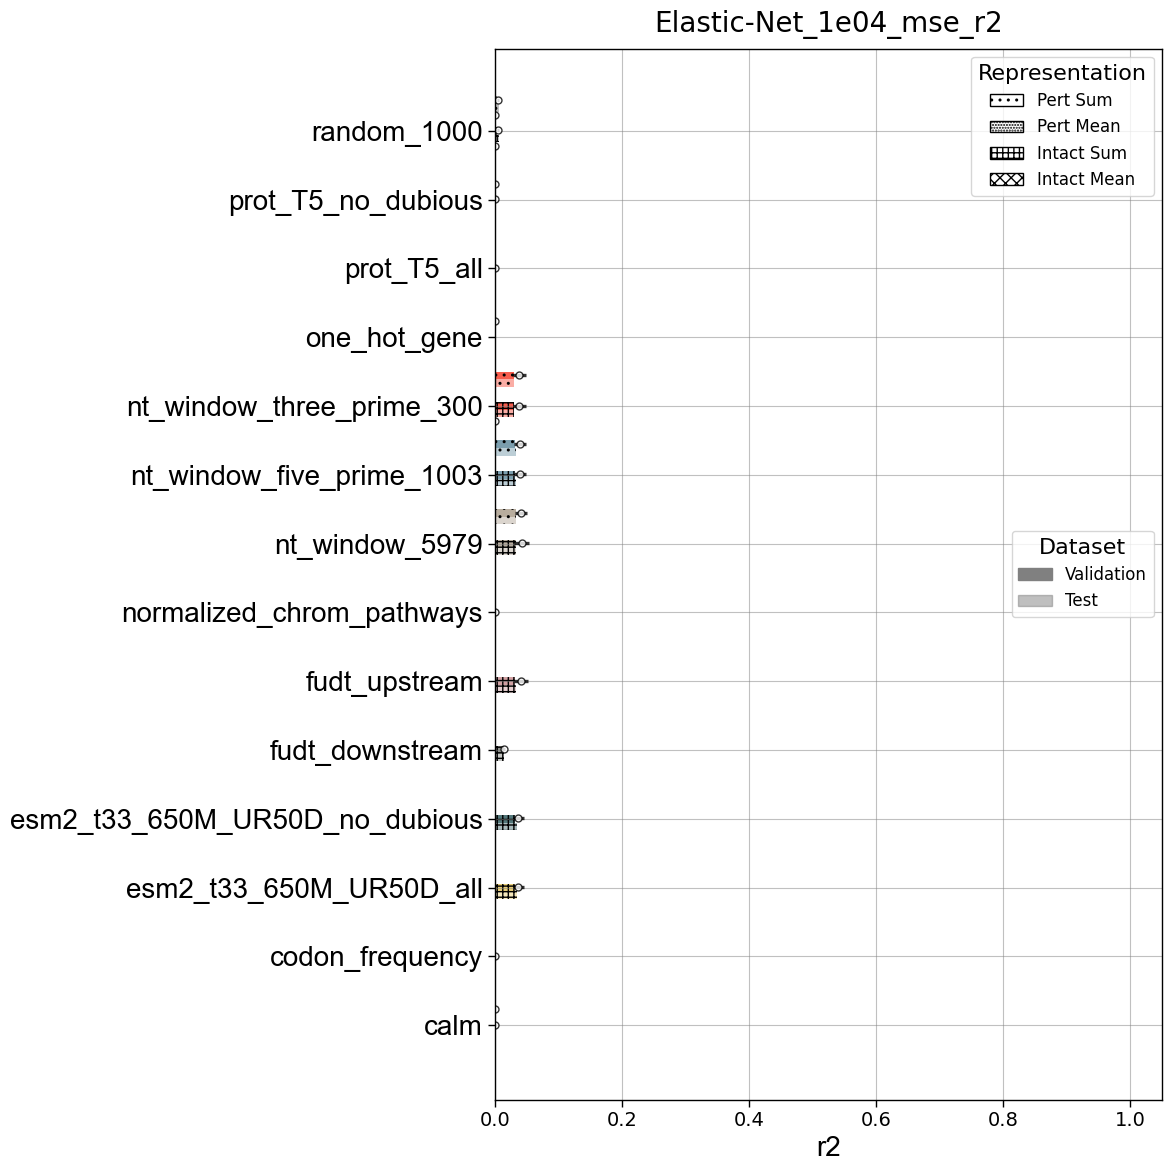 Elastic-Net_1e04_mse_r2
Representation
Pert Sum
Pert Mean
Intact Sum
Intact Mean
random_1000
prot_T5_no_dubious
prot_T5_all
one_hot_gene
nt_window_three_prime_300
nt_window_five_prime_1003
nt_window_5979
Dataset
Validation
Test
normalized_chrom_pathways
fudt_upstream
fudt_downstream
esm2_t33_650M_UR50D_no_dubious
esm2_t33_650M_UR50D_all
codon_frequency
calm
0.0 0.2 0.4 0.6 0.8 1.0
r2